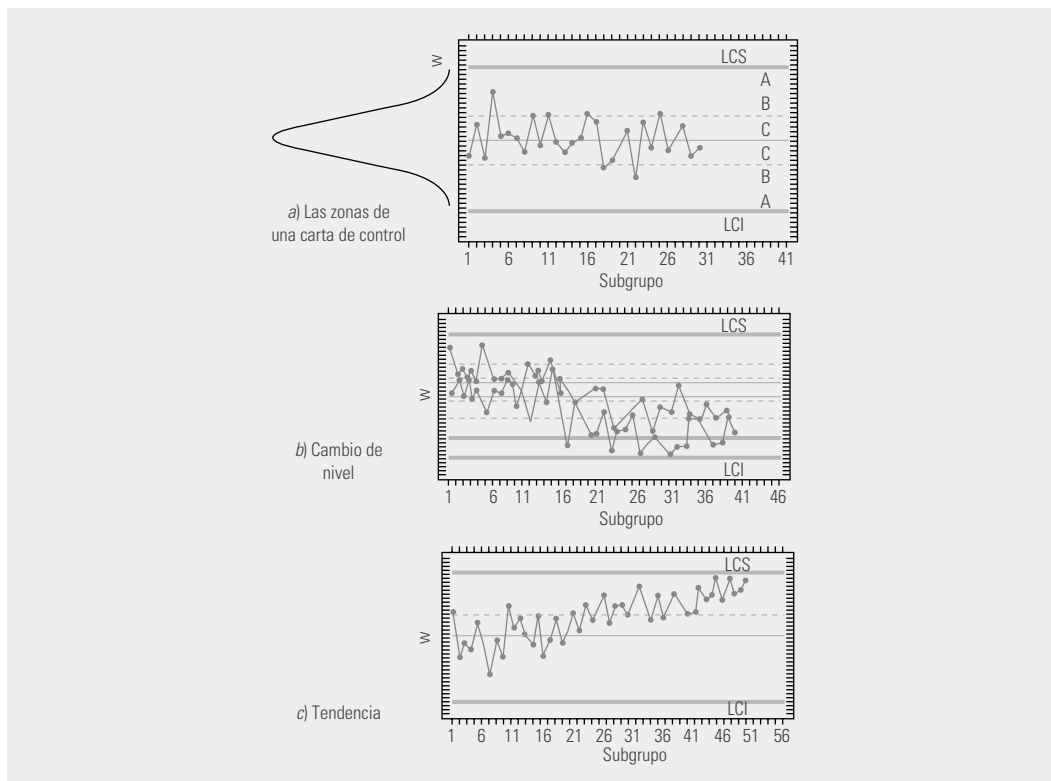 W
LCS
A
B
C
C
B
A
LCI
a) Las zonas de
una carta de control
1 6 11 16 22 26 31 36 41
Subgrupo
LCS
W
b) Cambio de
nivel
LCI
1 6 11 16 21 26 31 36 41 46
Subgrupo
LCS
W
c) Tendencia
LCI
1 6 11 16 21 26 31 36 41 46 51 56
Subgrupo